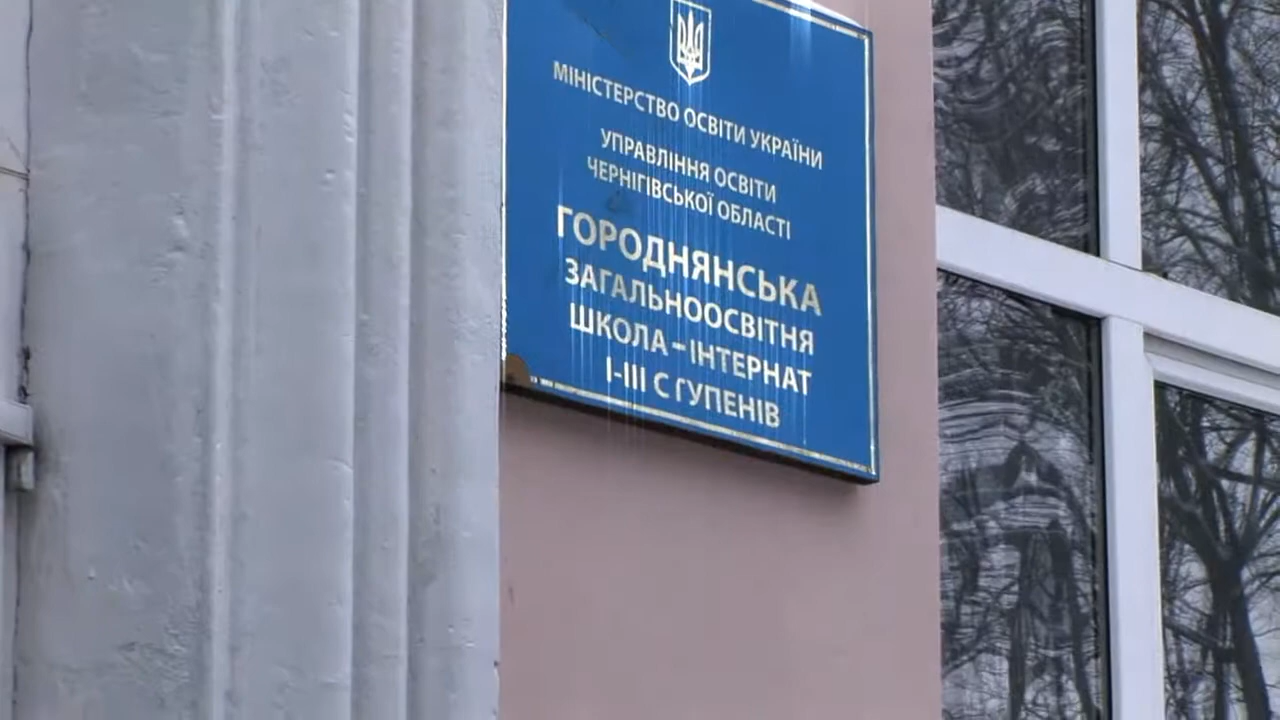 МІНІСТЕРСТВО ОСВІТИ УКРАЇНИ
УПРАВЛІННЯ ОСВІТИ
ЧЕРНІГІВСЬКОЇ ОБЛАСТІ
ГОРОДНЯНСЬКА
ЗАГАЛЬНООСВІТНЯ
ШКОЛА – ІНТЕРНАТ
І-ІІІ С ГУПЕНІВ